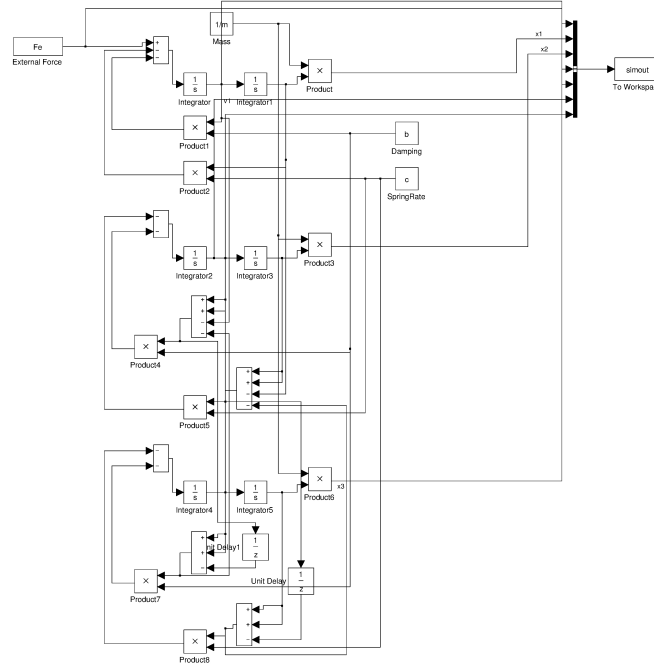 1/m
Mass
Fe
External Force
x1
x2
+
−
−
1
s
Integrator
v1
1
s
Integrator1
×
Product
simout
To Workspa
×
Product1
b
Damping
×
Product2
c
SpringRate
−
−
1
s
Integrator2
1
s
Integrator3
×
Product3
+
+
−
−
×
Product4
+
+
−
−
×
Product5
−
−
1
s
Integrator4
1
s
Integrator5
×
Product6
x3
+
+
−
nit Delay1
1
z
×
Product7
Unit Delay
1
z
+
+
−
×
Product8